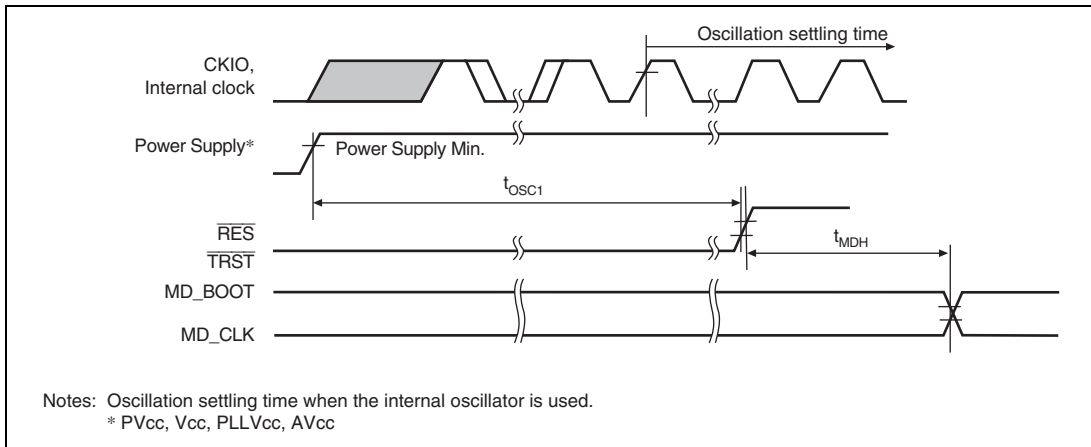 Oscillation settling time
CKIO,
Internal clock
Power Supply*
Power Supply Min.
tOSC1
RES
tMDH
TRST
MD_BOOT
MD_CLK
Notes: Oscillation settling time when the internal oscillator is used.
* PVcc, Vcc, PLLVcc, AVcc